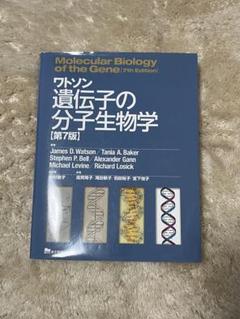 Molecular Biology
of the Gene [7th Edition]
ワトソン
遺伝子の
分子生物学
【第7版】
James D. Watson / Tania A. Baker
Stephen P. Bell / Alexander Gann
Michael Levine / Richard Losick